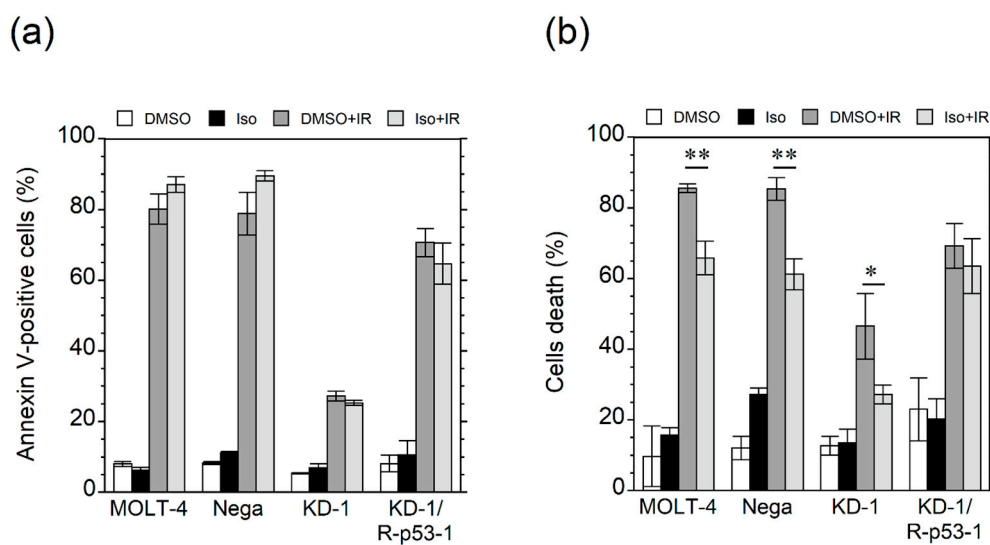 (a)
DMSO Iso DMSO+IR Iso+IR
Annexin V-positive cells (%)
100
80
60
40
20
0
MOLT-4 Nega KD-1 KD-1/
R-p53-1
(b)
DMSO Iso DMSO+IR Iso+IR
Cells death (%)
100
80
60
40
20
0
** ** *
MOLT-4 Nega KD-1 KD-1/
R-p53-1